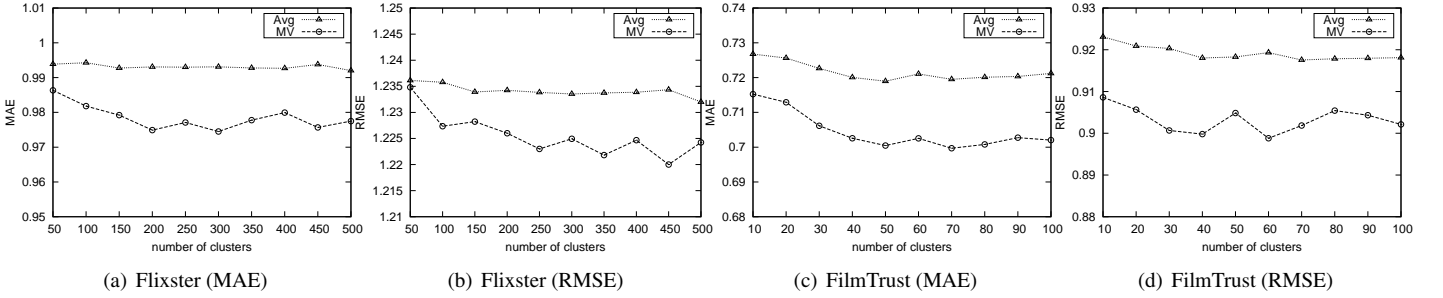 1.01
1
0.99
0.98
0.97
0.96
0.95
MAE
50 100 150 200 250 300 350 400 450 500
number of clusters
Avg
MV
(a) Flixster (MAE)
1.25
1.245
1.24
1.235
1.23
1.225
1.22
1.215
1.21
RMSE
50 100 150 200 250 300 350 400 450 500
number of clusters
Avg
MV
(b) Flixster (RMSE)
0.74
0.73
0.72
0.71
0.7
0.69
0.68
MAE
10 20 30 40 50 60 70 80 90 100
number of clusters
Avg
MV
(c) FilmTrust (MAE)
0.93
0.92
0.91
0.9
0.89
0.88
RMSE
10 20 30 40 50 60 70 80 90 100
number of clusters
Avg
MV
(d) FilmTrust (RMSE)